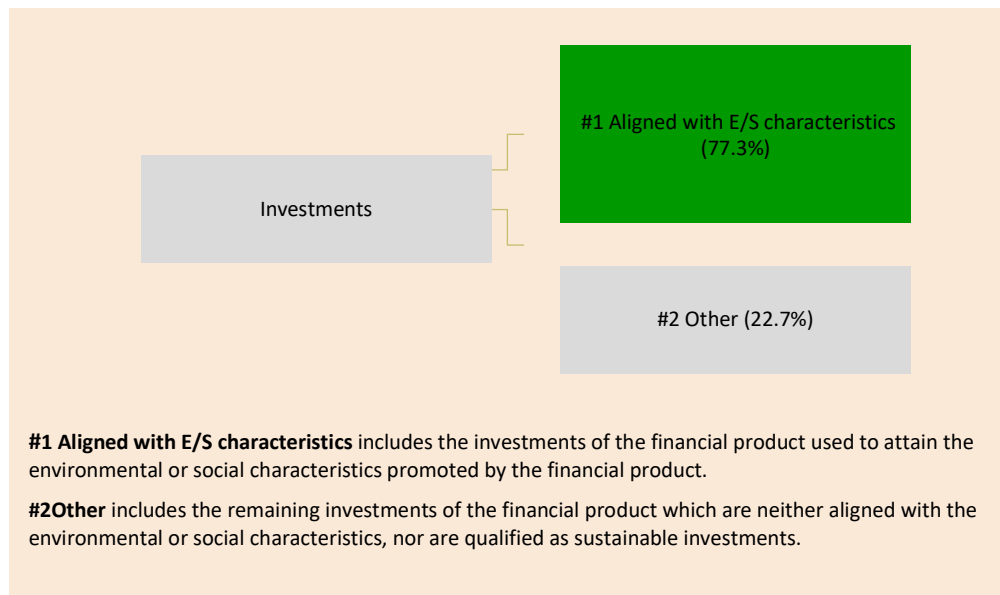 #1 Aligned with E/S characteristics
(77.3%)
Investments
#2 Other (22.7%)
#1 Aligned with E/S characteristics includes the investments of the financial product used to attain the
environmental or social characteristics promoted by the financial product.
#2Other includes the remaining investments of the financial product which are neither aligned with the
environmental or social characteristics, nor are qualified as sustainable investments.